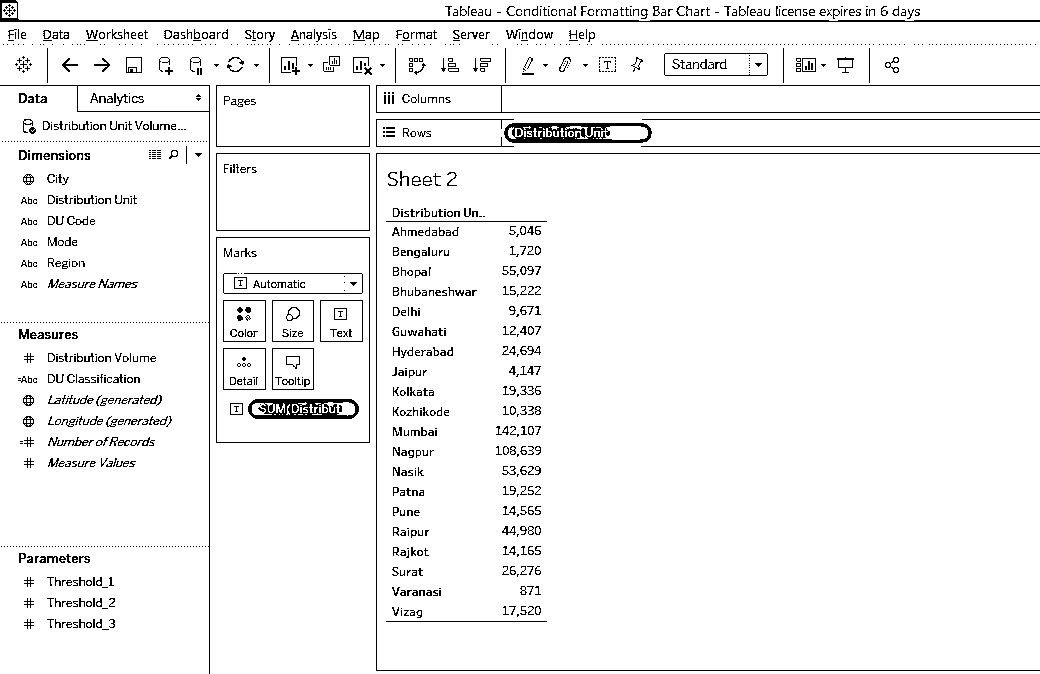 Tableau - Conditional Formatting Bar Chart - Tableau license expires in 6 days
File Data Worksheet Dashboard Story Analysis Map Format Server Window Help
Standard
Data Analytics
Distribution Unit Volume...
Dimensions
City
Abc Distribution Unit
Abc DU Code
Abc Mode
Abc Region
Abc Measure Names
Measures
# Distribution Volume
=Abc DU Classification
Latitude (generated)
Longitude (generated)
=# Number of Records
# Measure Values
Parameters
# Threshold_1
# Threshold_2
# Threshold_3
Pages
Filters
Marks
T Automatic
Color Size Text
Detail Tooltip
SUM(Distribut
Columns
Rows Distribution Unit
Sheet 2
Distribution Un..
Ahmedabad 5,046
Bengaluru 1,720
Bhopal 55,097
Bhubaneshwar 15,222
Delhi 9,671
Guwahati 12,407
Hyderabad 24,694
Jaipur 4,147
Kolkata 19,336
Kozhikode 10,338
Mumbai 142,107
Nagpur 108,639
Nasik 53,629
Patna 19,252
Pune 14,565
Raipur 44,980
Rajkot 14,165
Surat 26,276
Varanasi 871
Vizag 17,520